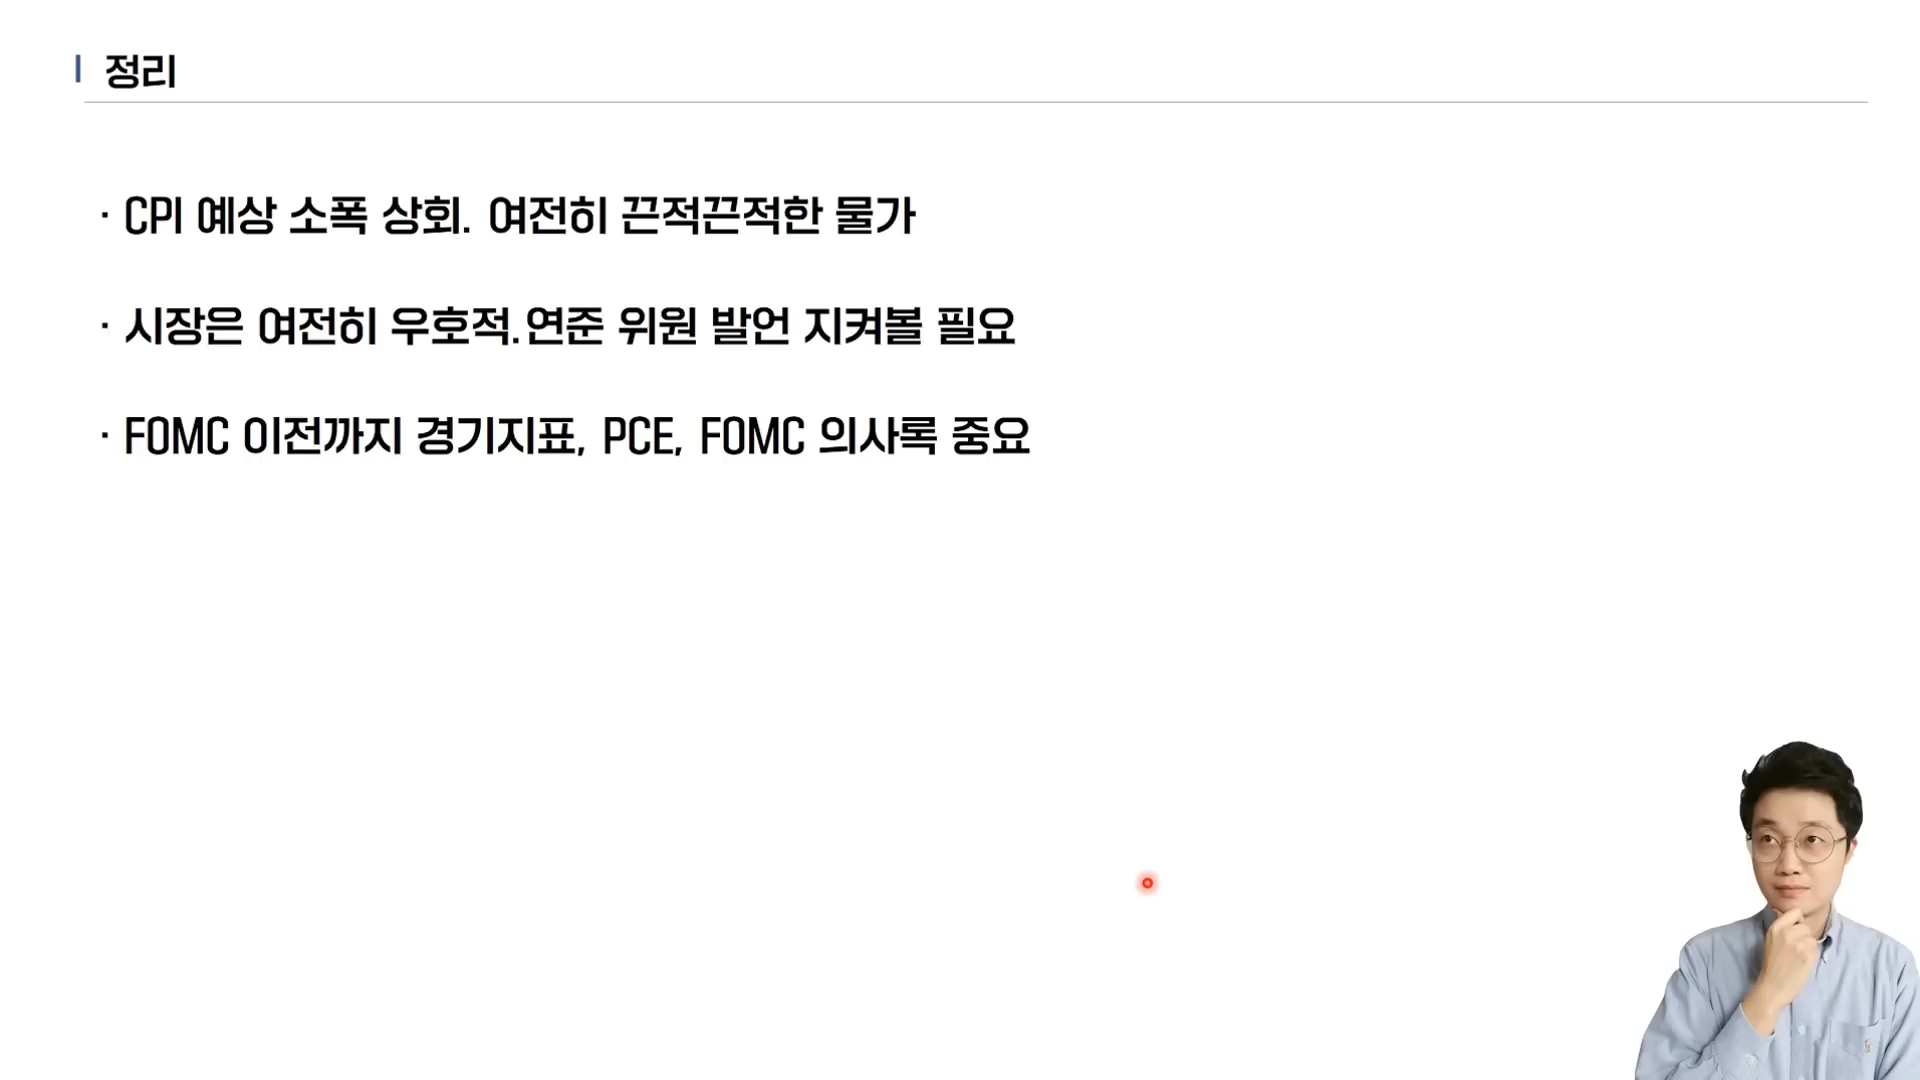 정리
· CPI 예상 소폭 상회. 여전히 끈적끈적한 물가
· 시장은 여전히 우호적.연준 위원 발언 지켜볼 필요
· FOMC 이전까지 경기지표, PCE, FOMC 의사록 중요